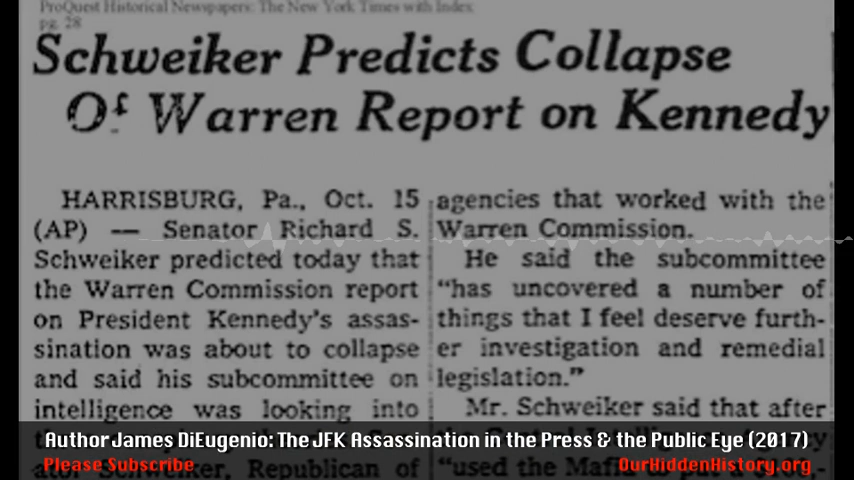 ProQuest Historical Newspapers: The New York Times with Index
pg. 28
Schweiker Predicts Collapse
Of Warren Report on Kennedy
HARRISBURG, Pa., Oct. 15
(AP) — Senator Richard S.
Schweiker predicted today that
the Warren Commission report
on President Kennedy's assas-
sination was about to collapse
and said his subcommittee on
intelligence was looking into
Schweiker, Republican of
agencies that worked with the
Warren Commission.
He said the subcommittee
"has uncovered a number of
things that I feel deserve furth-
er investigation and remedial
legislation."
Mr. Schweiker said that after
"used the Mafia to put a
Author James DiEugenio: The JFK Assassination in the Press & the Public Eye (2017)
Please Subscribe
OurHiddenHistory.org